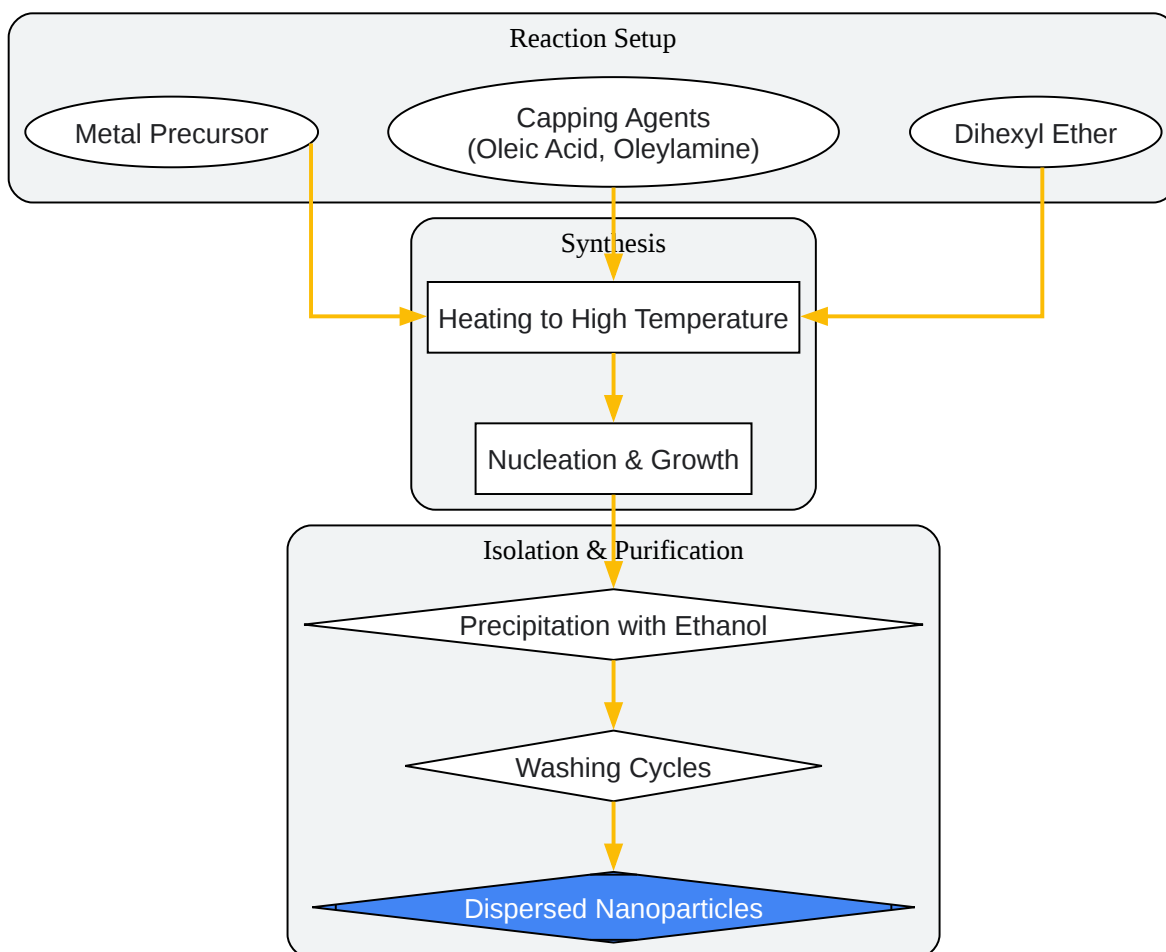 Reaction Setup
Metal Precursor
Capping Agents
(Oleic Acid, Oleylamine)
Dihexyl Ether
Synthesis
Heating to High Temperature
Nucleation & Growth
Isolation & Purification
Precipitation with Ethanol
Washing Cycles
Dispersed Nanoparticles